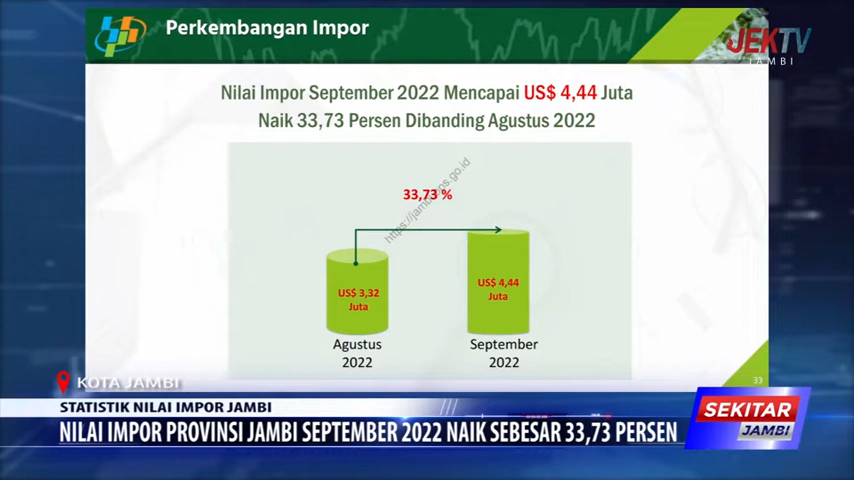 Perkembangan Impor
JEKTV
JAMBI
Nilai Impor September 2022 Mencapai US$ 4,44 Juta
Naik 33,73 Persen Dibanding Agustus 2022
33,73 %
US$ 3,32
Juta
US$ 4,44
Juta
Agustus
2022
September
2022
33
KOTA JAMBI
STATISTIK NILAI IMPOR JAMBI
NILAI IMPOR PROVINSI JAMBI SEPTEMBER 2022 NAIK SEBESAR 33,73 PERSEN
SEKITAR
JAMBI